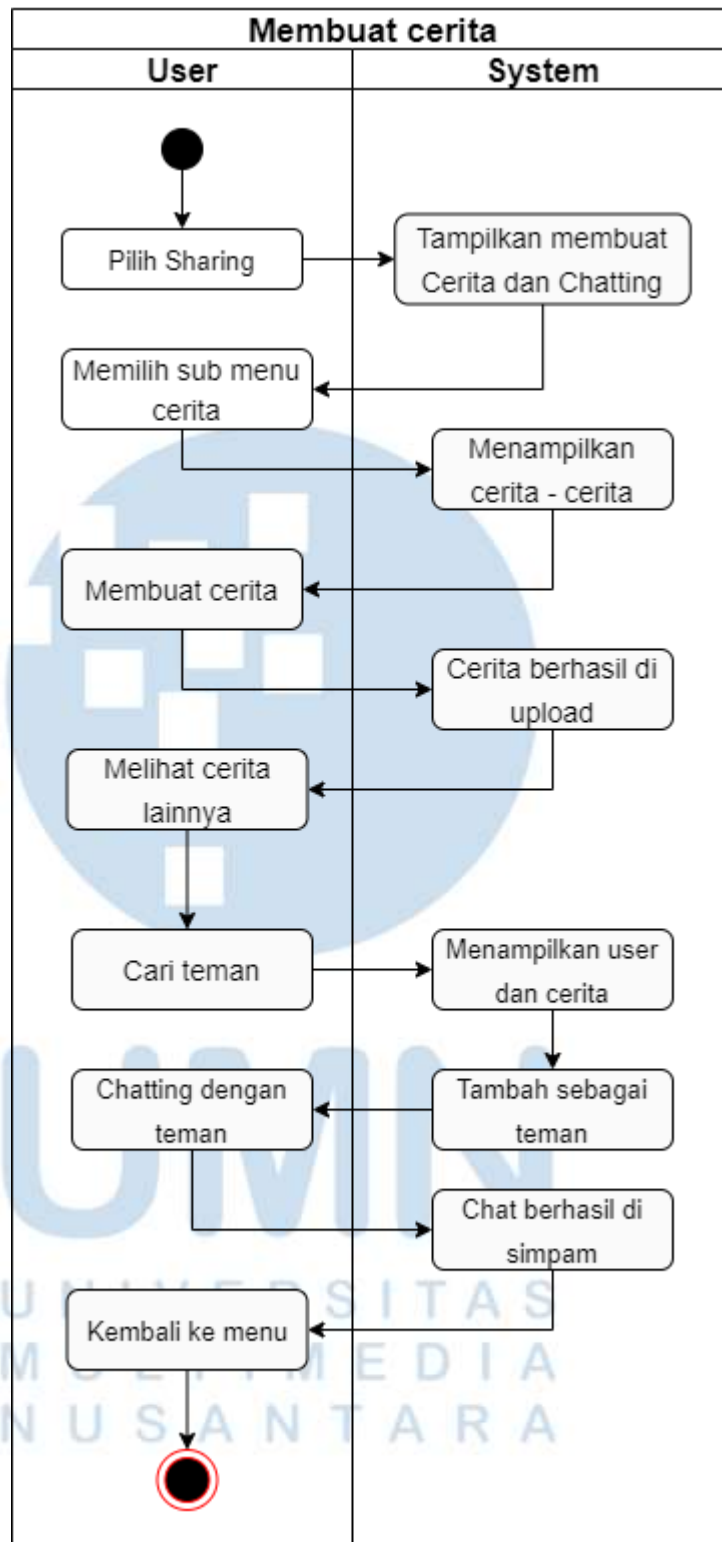 Membuat cerita
User
System
Pilih Sharing
Tampilkan membuat
Cerita dan Chatting
Memilih sub menu
cerita
Menampilkan
cerita - cerita
Membuat cerita
Cerita berhasil di
upload
Melihat cerita
lainnya
Cari teman
Menampilkan user
dan cerita
Tambah sebagai
teman
Chatting dengan
teman
Chat berhasil di
simpam
Kembali ke menu
UMN
UNIVERSITAS
MULTIMEDIA
NUSANTARA